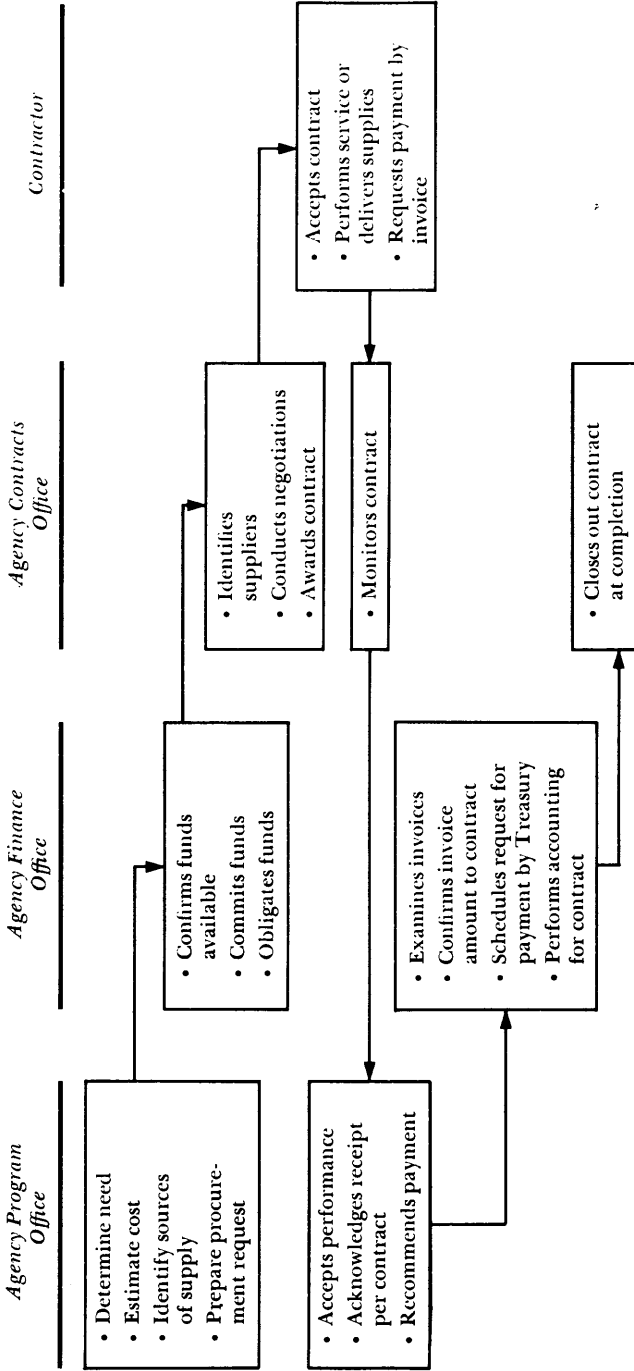 Agency Program
Office
Agency Finance
Office
Agency Contracts
Office
Contractor
• Determine need
• Estimate cost
• Identify sources
of supply
• Prepare procure-
ment request
• Confirms funds
available
• Commits funds
• Obligates funds
• Identifies
suppliers
• Conducts negotiations
• Awards contract
• Accepts contract
• Performs service or
delivers supplies
• Requests payment by
invoice
• Monitors contract
• Accepts performance
• Acknowledges receipt
per contract
• Recommends payment
• Examines invoices
• Confirms invoice
amount to contract
• Schedules request for
payment by Treasury
• Performs accounting
for contract
• Closes out contract
at completion